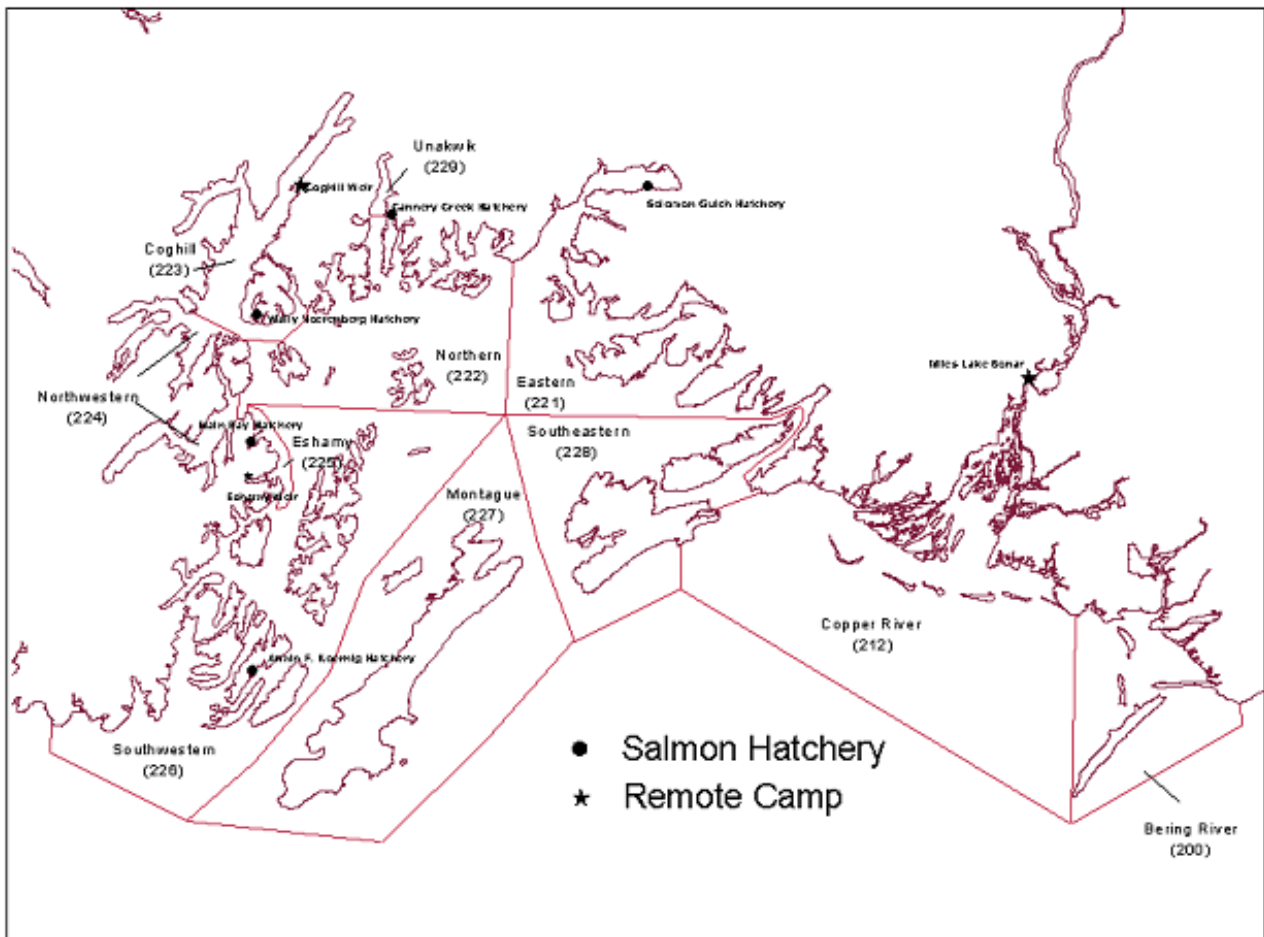 Unakwik
(229)
Coghill Weir
Cannery Creek Hatchery
Solomon Gulch Hatchery
Coghill
(223)
Wally Noerenberg Hatchery
Northern
(222)
Miles Lake Sonar
Eastern
(221)
Northwestern
(224)
Main Bay Hatchery
Eshamy
(225)
Southeastern
(228)
Eshamy Weir
Montague
(227)
Copper River
(212)
Armin F. Koernig Hatchery
Southwestern
(226)
Salmon Hatchery
Remote Camp
Bering River
(200)